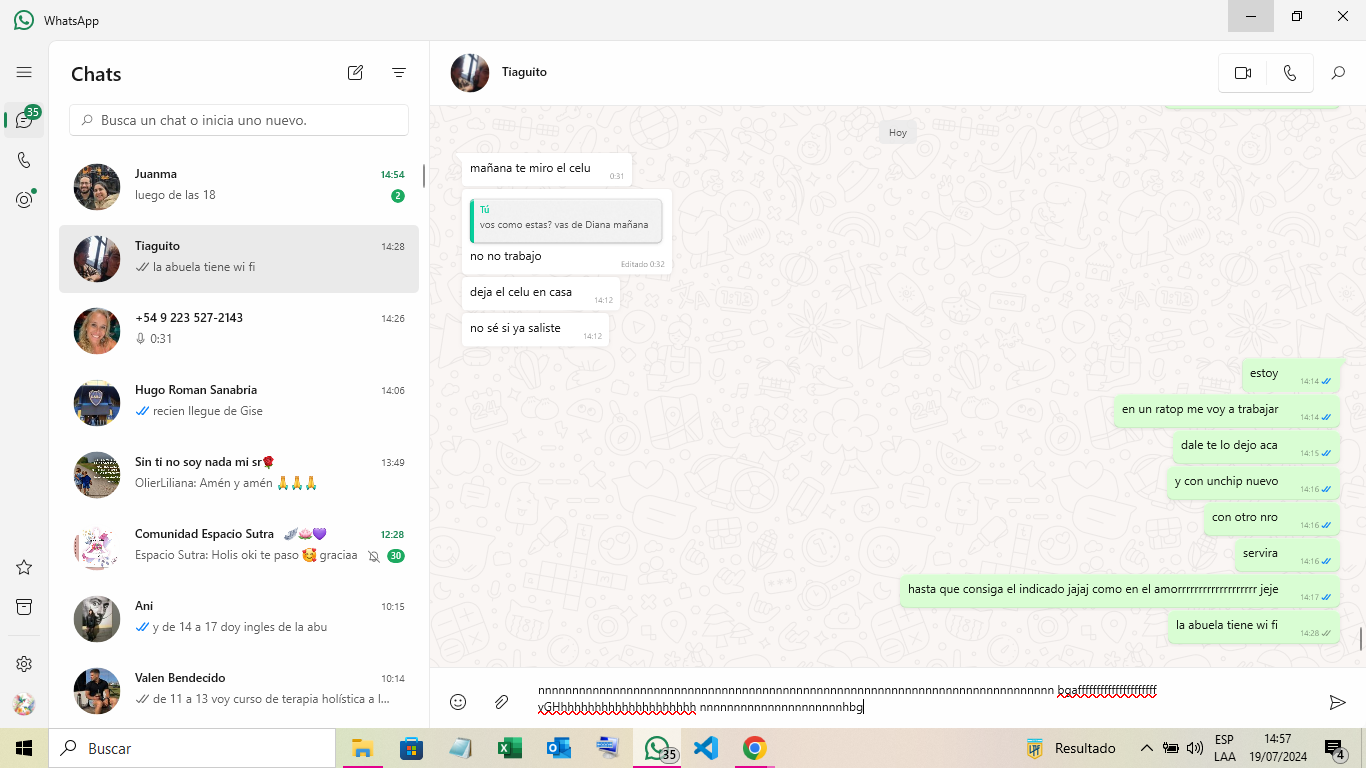 WhatsApp
35
Chats
Busca un chat o inicia uno nuevo.
Juanma 14:54
luego de las 18 2
Tiaguito 14:28
la abuela tiene wi fi
+54 9 223 527-2143 14:26
0:31
Hugo Roman Sanabria 14:06
recien llegue de Gise
Sin ti no soy nada mi sr🌹 13:49
OlierLiliana: Amén y amén 🙏🙏🙏
Comunidad Espacio Sutra 🪽🪷💜 12:28
Espacio Sutra: Holis oki te paso 🥰 graciaa 30
Ani 10:15
y de 14 a 17 doy ingles de la abu
Valen Bendecido 10:14
de 11 a 13 voy curso de terapia holística a l...
Tiaguito
Hoy
mañana te miro el celu 0:31
Tú
vos como estas? vas de Diana mañana
no no trabajo Editado 0:32
deja el celu en casa 14:12
no sé si ya saliste 14:12
estoy 14:14
en un ratop me voy a trabajar 14:14
dale te lo dejo aca 14:15
y con unchip nuevo 14:16
con otro nro 14:16
servira 14:16
hasta que consiga el indicado jajaj como en el amorrrrrrrrrrrrrrrrrrr jeje 14:17
la abuela tiene wi fi 14:28
nnnnnnnnnnnnnnnnnnnnnnnnnnnnnnnnnnnnnnnnnnnnnnnnnnnnnnnnnnnnnnnnnnnnnnnnnnnn bgafffffffffffffffffffff
yGHhhhhhhhhhhhhhhhhhhhh nnnnnnnnnnnnnnnnnnnnnhbg
Buscar
35
Resultado
ESP
LAA
14:57
19/07/2024
4